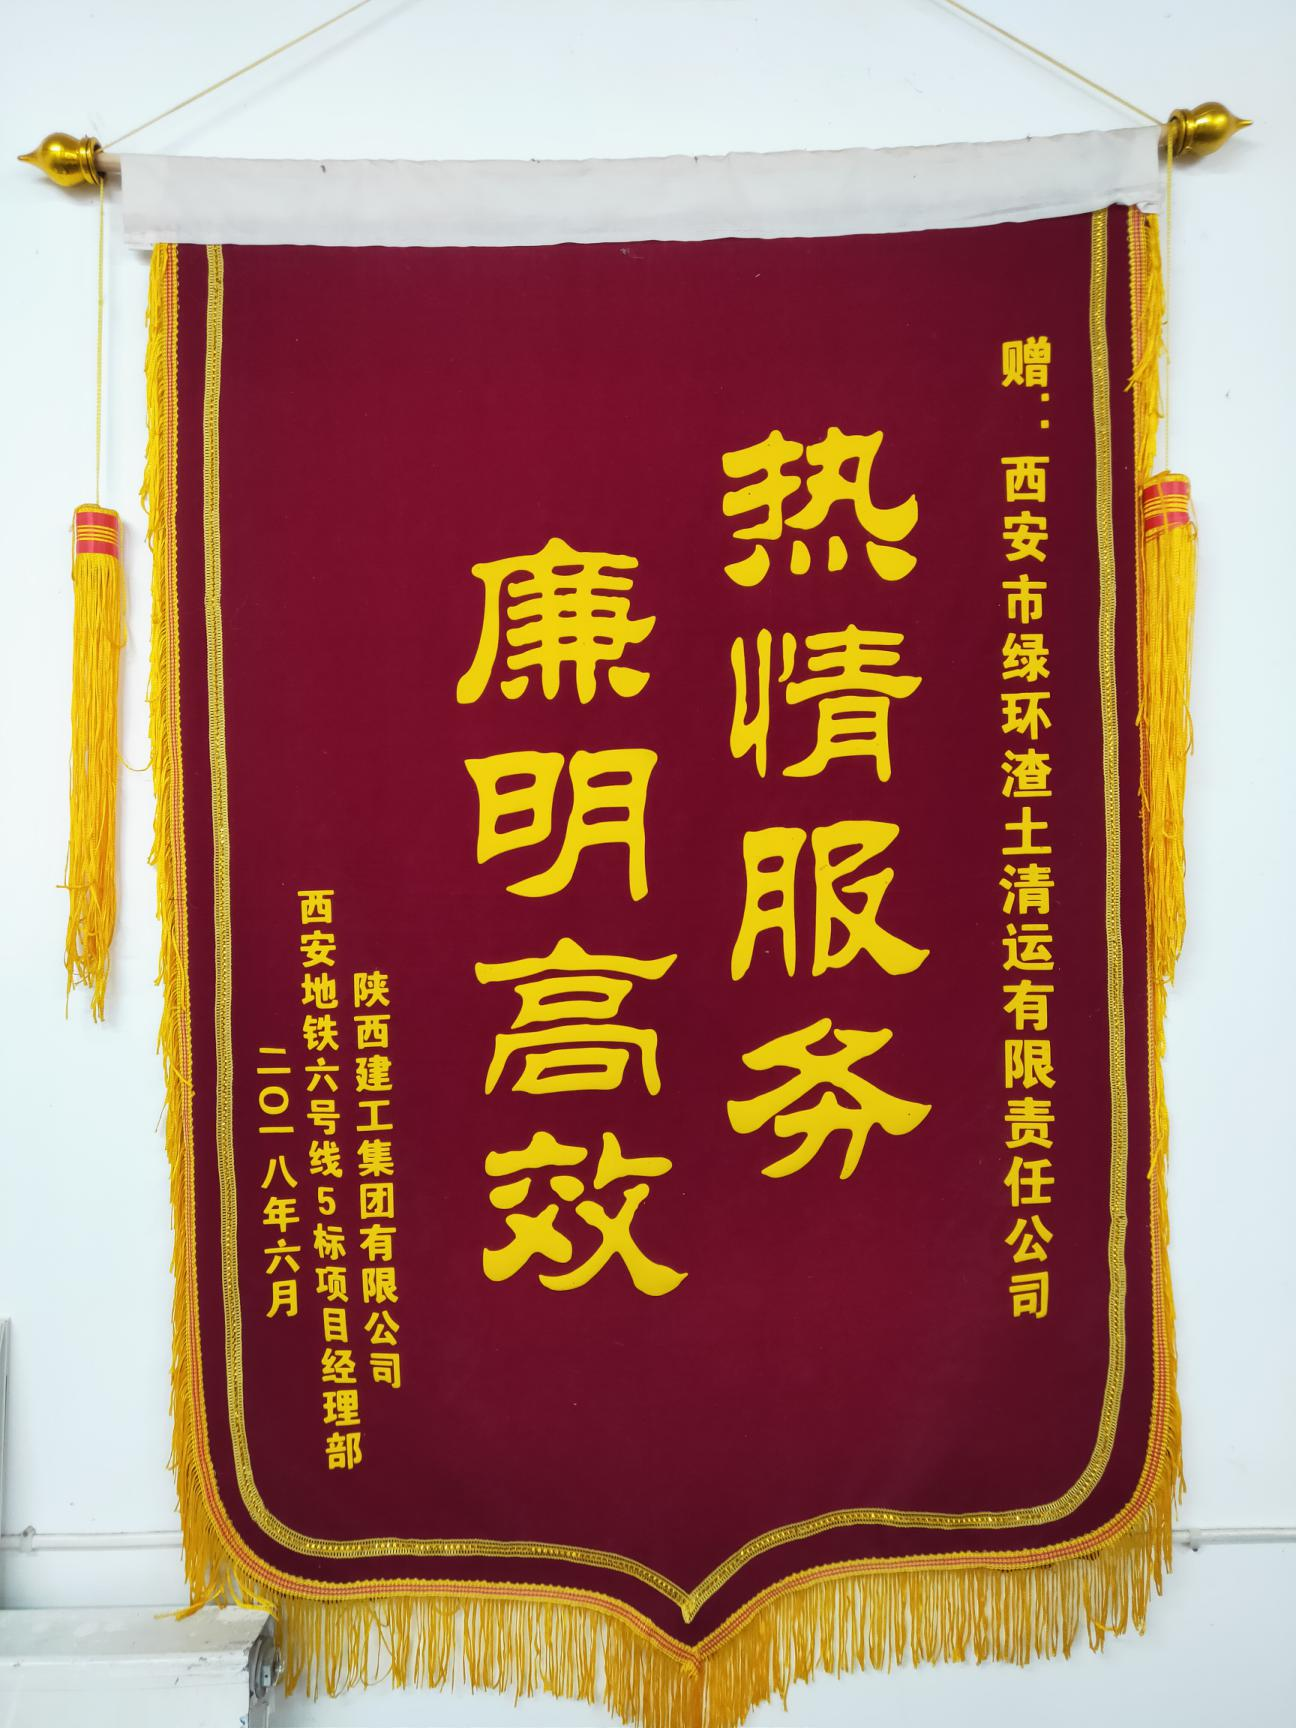 赠：西安市绿环渣土清运有限责任公司
热情服务
廉明高效
陕西建工集团有限公司
西安地铁六号线5标项目经理部
二〇一八年六月